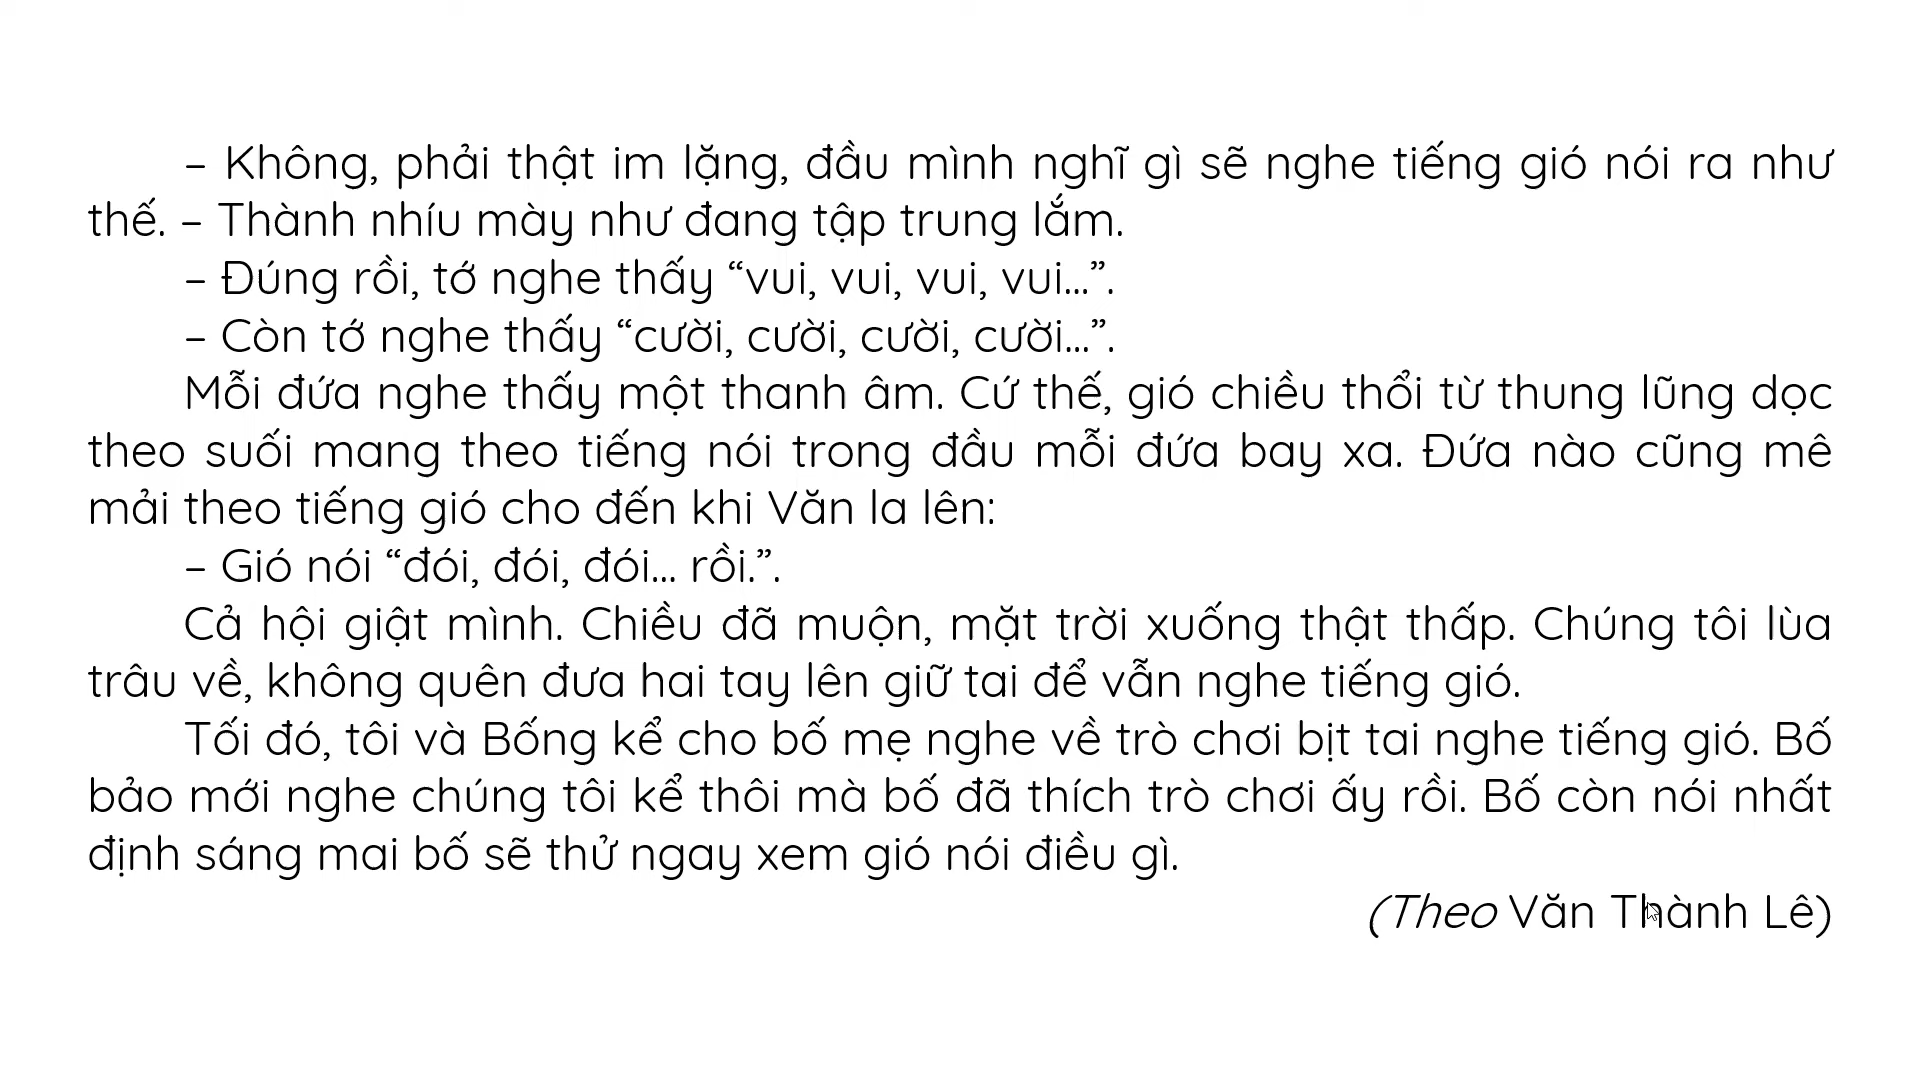 – Không, phải thật im lặng, đầu mình nghĩ gì sẽ nghe tiếng gió nói ra như
thế. – Thành nhíu mày như đang tập trung lắm.
– Đúng rồi, tớ nghe thấy “vui, vui, vui, vui...”.
– Còn tớ nghe thấy “cười, cười, cười, cười...”.
Mỗi đứa nghe thấy một thanh âm. Cứ thế, gió chiều thổi từ thung lũng dọc
theo suối mang theo tiếng nói trong đầu mỗi đứa bay xa. Đứa nào cũng mê
mải theo tiếng gió cho đến khi Văn la lên:
– Gió nói “đói, đói, đói... rồi.”.
Cả hội giật mình. Chiều đã muộn, mặt trời xuống thật thấp. Chúng tôi lùa
trâu về, không quên đưa hai tay lên giữ tai để vẫn nghe tiếng gió.
Tối đó, tôi và Bống kể cho bố mẹ nghe về trò chơi bịt tai nghe tiếng gió. Bố
bảo mới nghe chúng tôi kể thôi mà bố đã thích trò chơi ấy rồi. Bố còn nói nhất
định sáng mai bố sẽ thử ngay xem gió nói điều gì.
(Theo Văn Thành Lê)